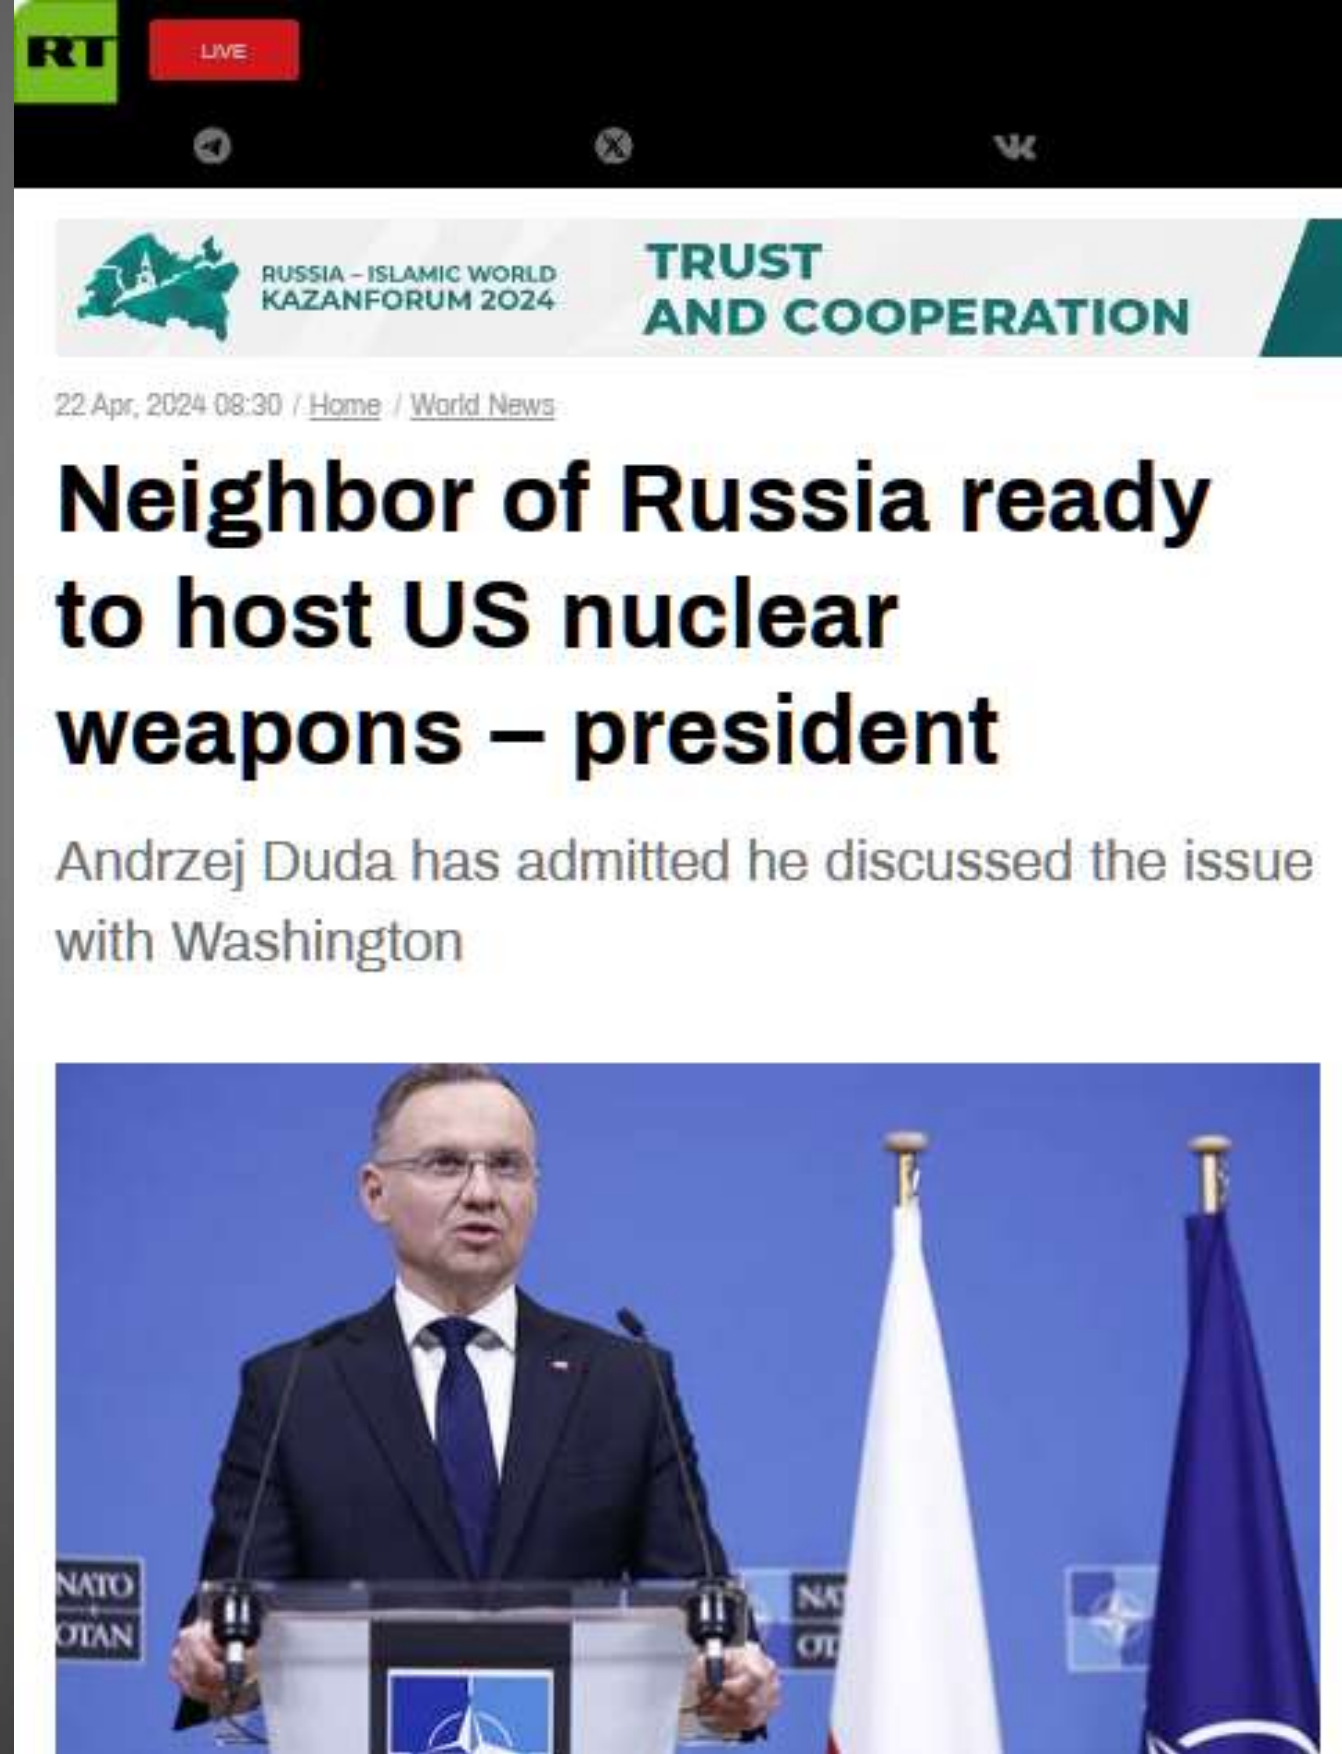 RT
LIVE
RUSSIA – ISLAMIC WORLD
KAZANFORUM 2024
TRUST
AND COOPERATION
22 Apr, 2024 08:30 / Home / World News
Neighbor of Russia ready
to host US nuclear
weapons – president
Andrzej Duda has admitted he discussed the issue
with Washington
NATO
OTAN
NA
OT